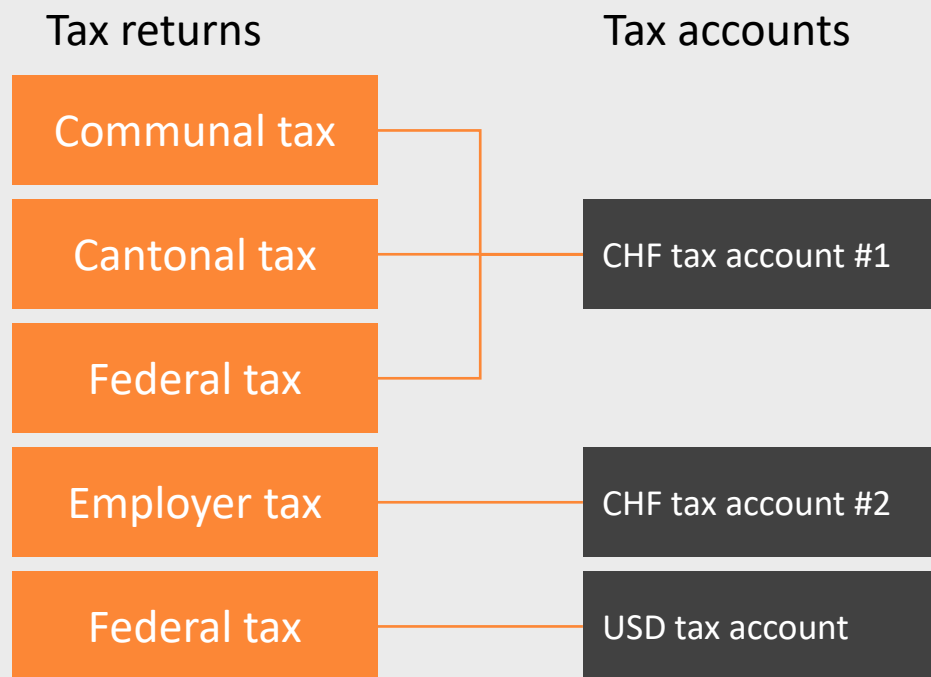 Tax returns
Tax accounts
Communal tax
Cantonal tax
CHF tax account #1
Federal tax
Employer tax
CHF tax account #2
Federal tax
USD tax account